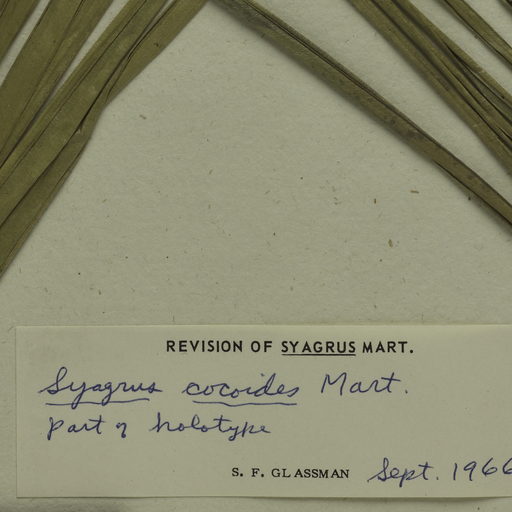 REVISION OF SYAGRUS MART.
Syagrus cocoides Mart.
part of holotype
S. F. GLASSMAN Sept. 1966